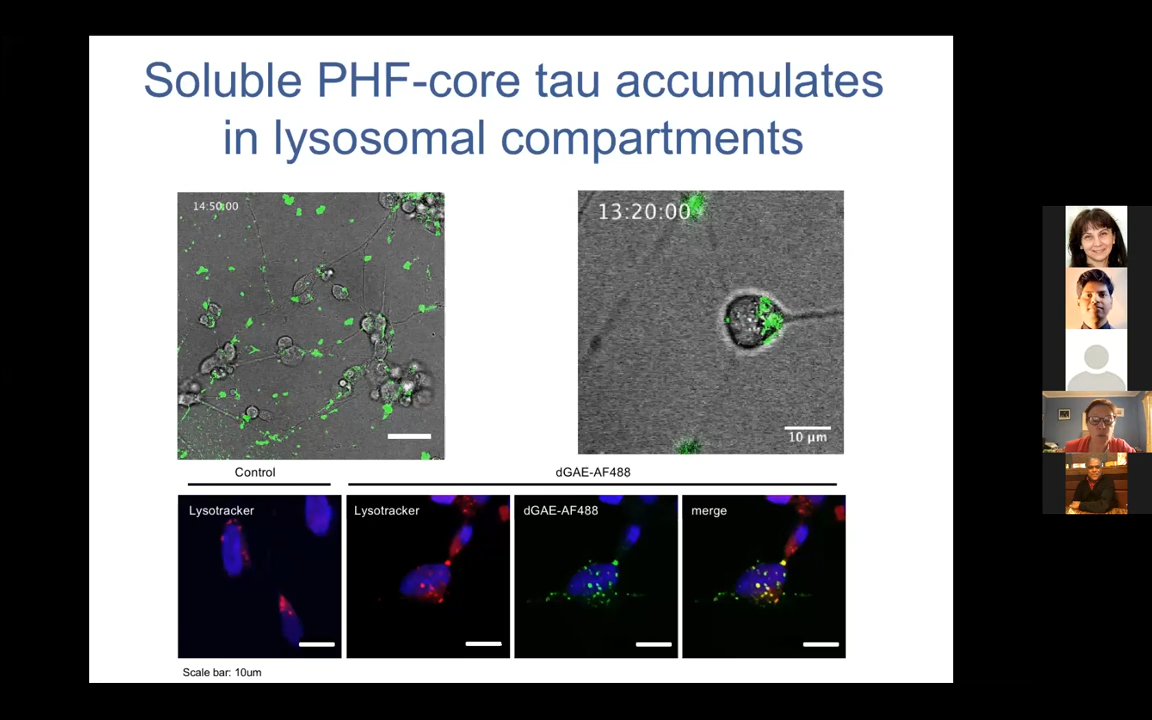 Soluble PHF-core tau accumulates
in lysosomal compartments
14:50:00
13:20:00
10 µm
Control
dGAE-AF488
Lysotracker
Lysotracker
dGAE-AF488
merge
Scale bar: 10um